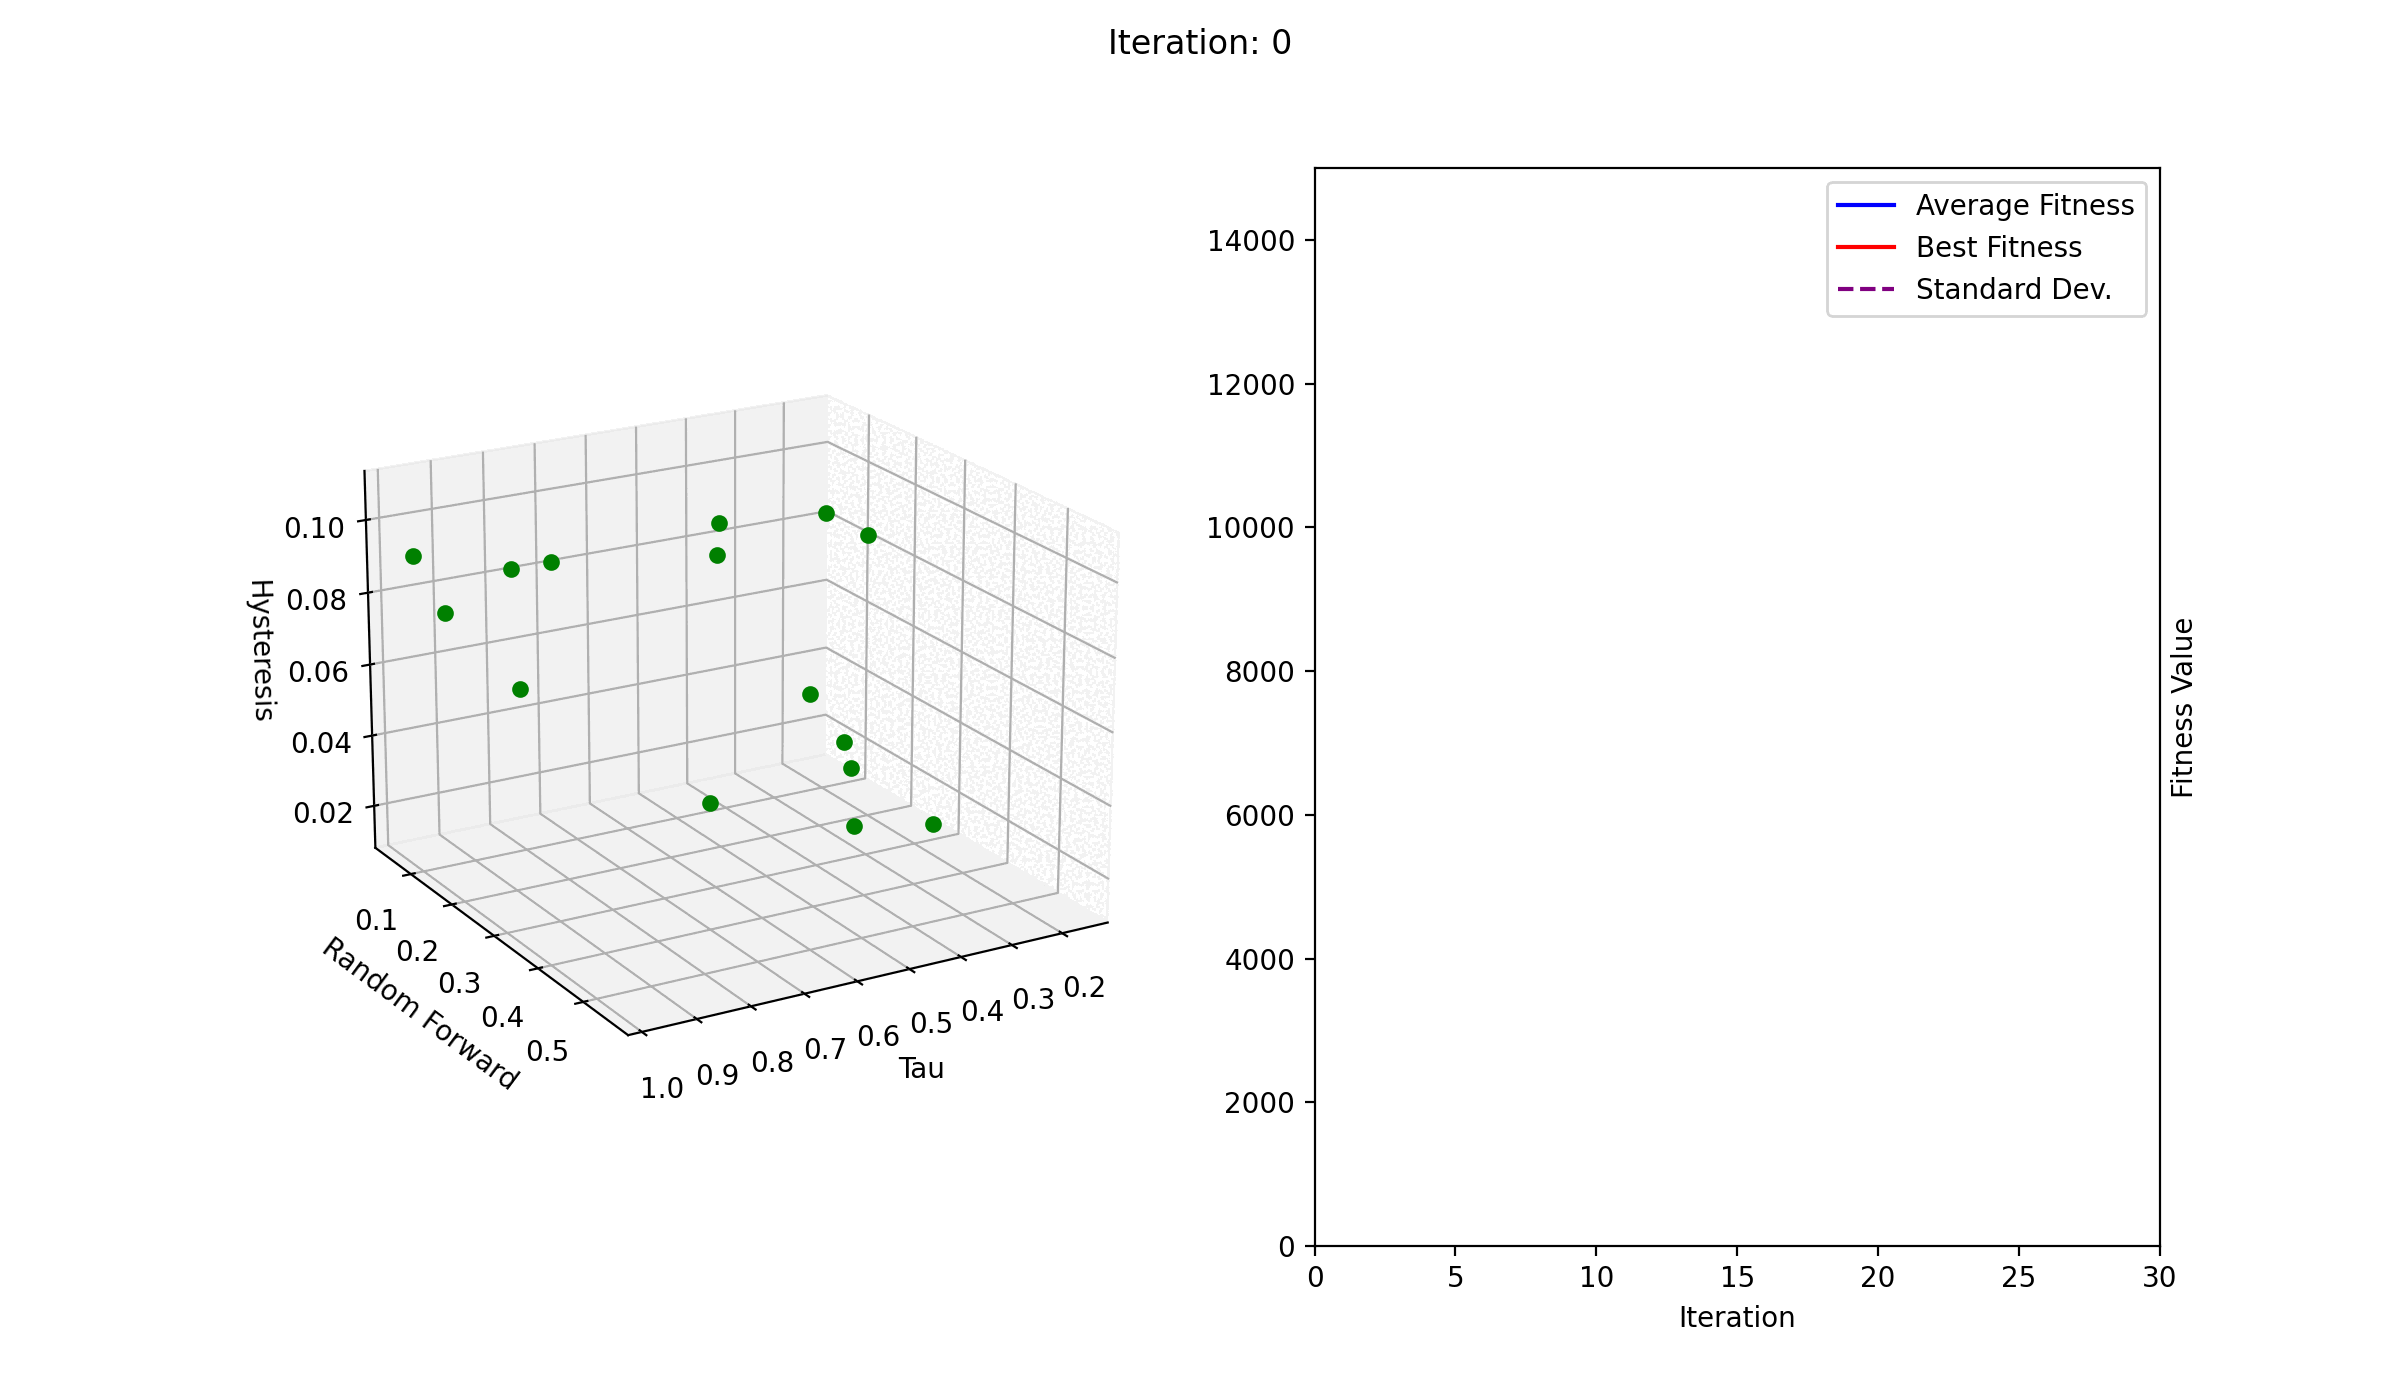 Iteration: 0
0.10
0.08
0.06
0.04
0.02
Hysteresis
0.1
0.2
0.3
0.4
0.5
Random Forward
1.0
0.9
0.8
0.7
0.6
0.5
0.4
0.3
0.2
Tau
Average Fitness
Best Fitness
Standard Dev.
14000
12000
10000
8000
6000
4000
2000
0
0 5 10 15 20 25 30
Iteration
Fitness Value